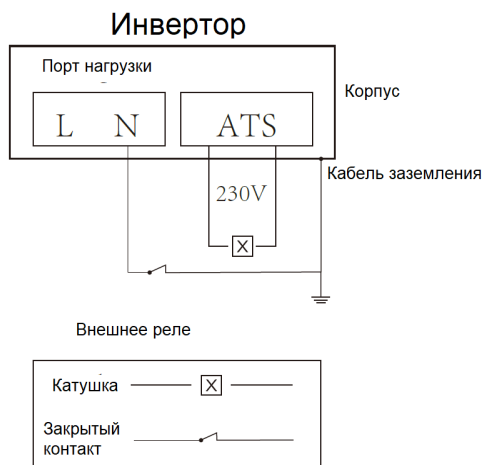 Инвертор
Порт нагрузки
Корпус
L N
ATS
Кабель заземления
230V
X
Внешнее реле
Катушка
X
Закрытый
контакт